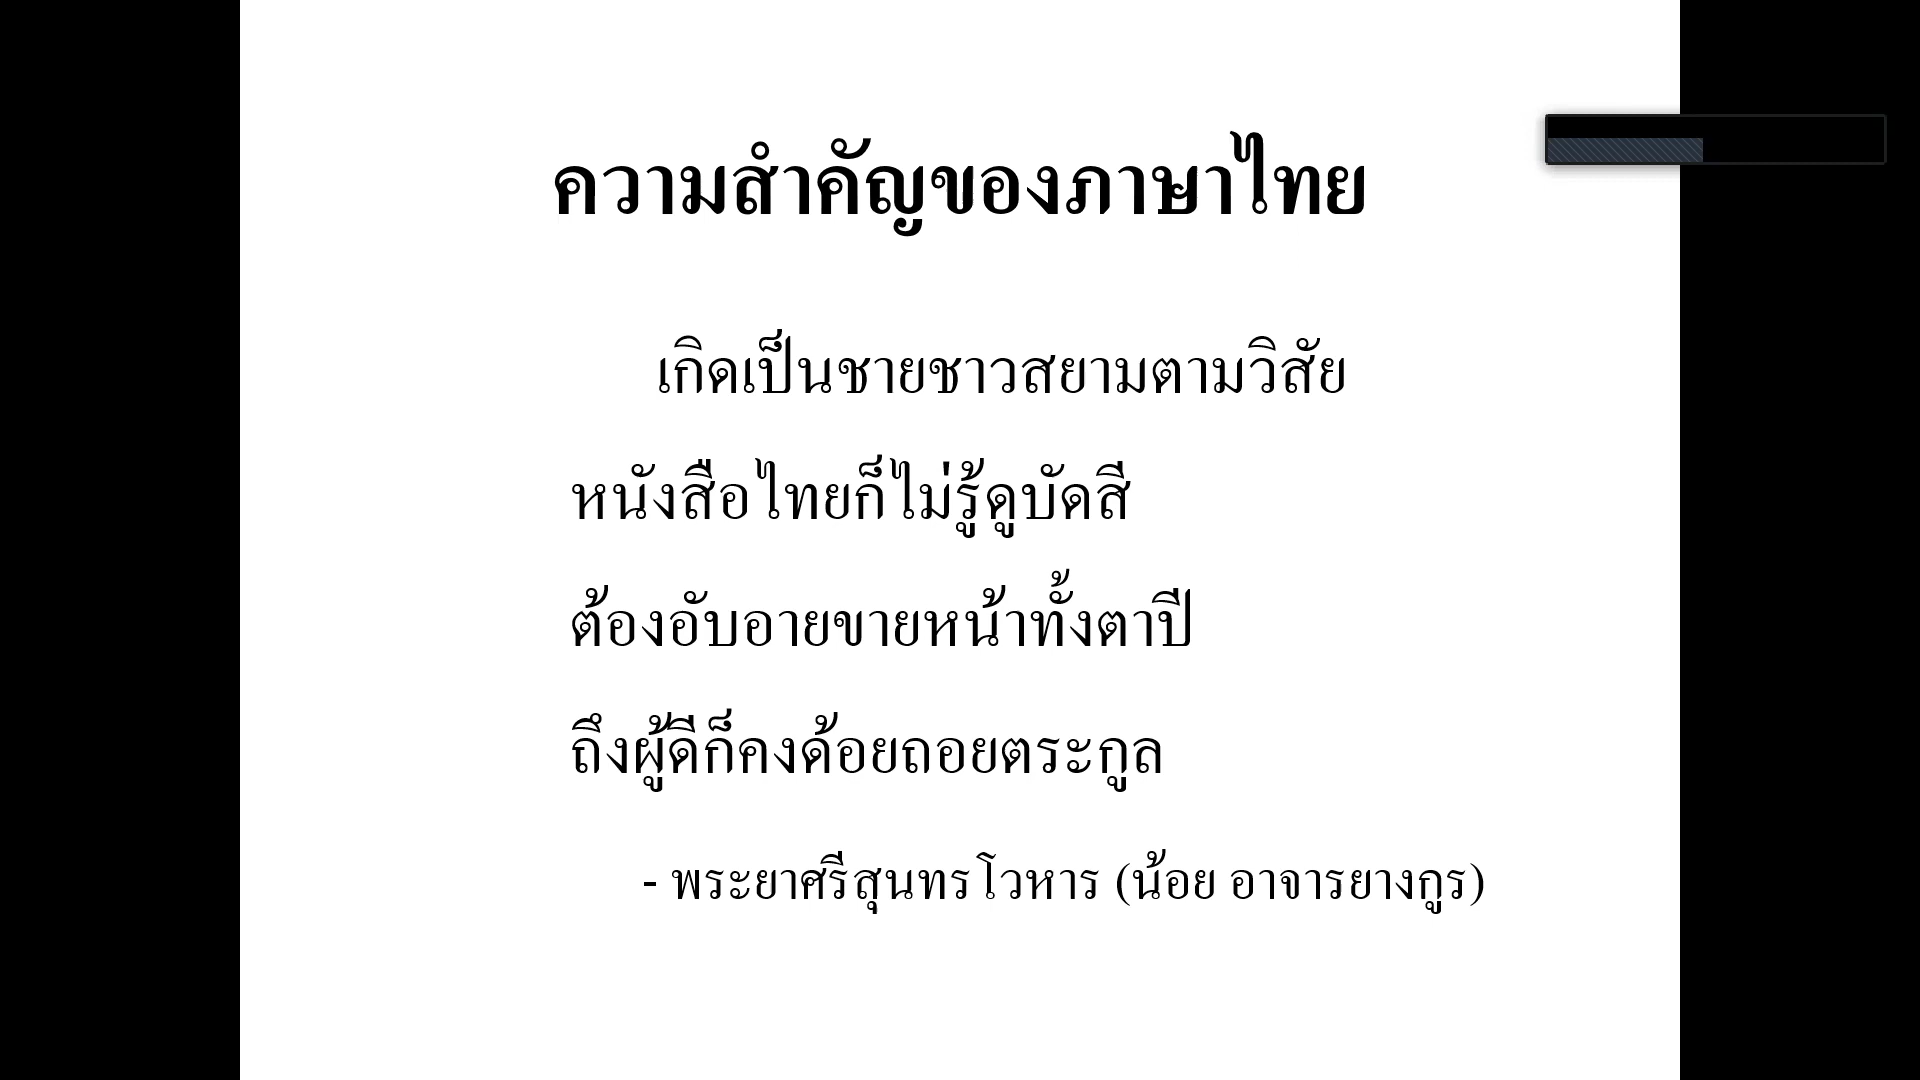 ความสำคัญของภาษาไทย
เกิดเป็นชายชาวสยามตามวิสัย
หนังสือไทยก็ไม่รู้ดูบัดสี
ต้องอับอายขายหน้าทั้งตาปี
ถึงผู้ดีก็คงด้อยถอยตระกูล
- พระยาศรีสุนทรโวหาร (น้อย อาจารยางกูร)